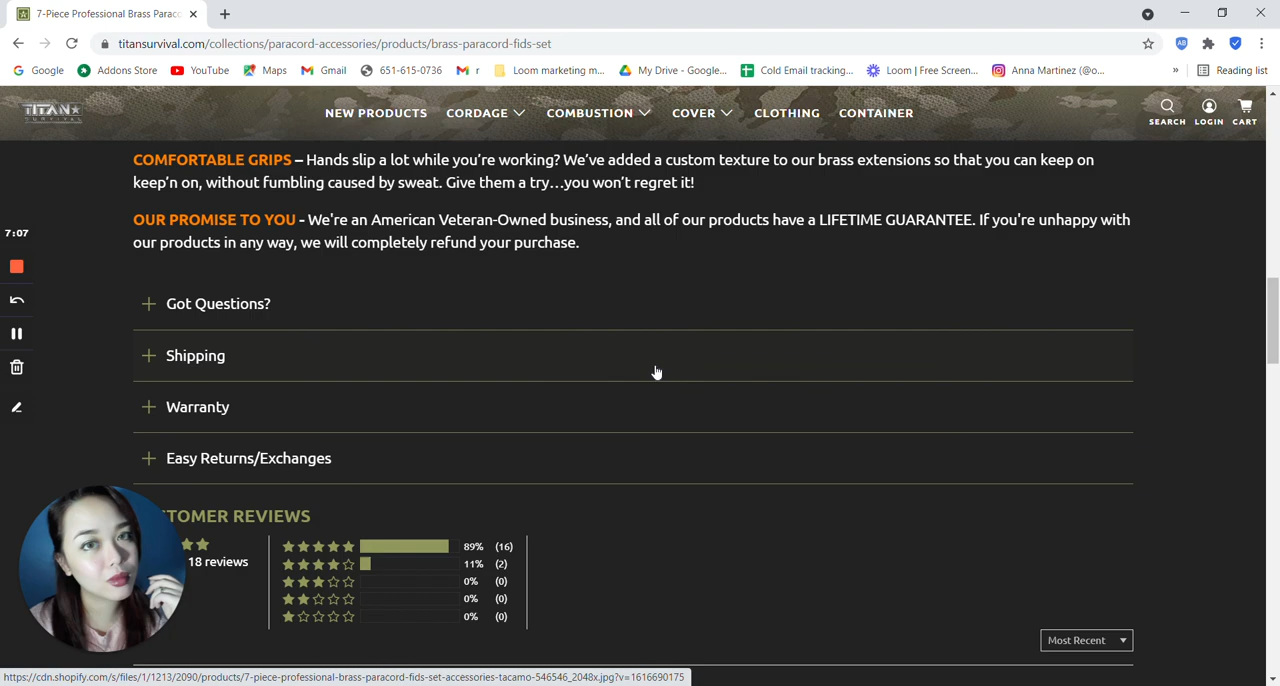 7-Piece Professional Brass Parac
titansurvival.com/collections/paracord-accessories/products/brass-paracord-fids-set
Google Addons Store YouTube Maps Gmail 651-615-0736 r Loom marketing m... My Drive - Google... Cold Email tracking... Loom | Free Screen... Anna Martinez (@o... » Reading list
TITAN SURVIVAL NEW PRODUCTS CORDAGE COMBUSTION COVER CLOTHING CONTAINER SEARCH LOGIN CART
COMFORTABLE GRIPS – Hands slip a lot while you're working? We've added a custom texture to our brass extensions so that you can keep on
keep'n on, without fumbling caused by sweat. Give them a try...you won't regret it!
OUR PROMISE TO YOU - We're an American Veteran-Owned business, and all of our products have a LIFETIME GUARANTEE. If you're unhappy with
our products in any way, we will completely refund your purchase.
7:07
Got Questions?
Shipping
Warranty
Easy Returns/Exchanges
TOMER REVIEWS
18 reviews
89% (16)
11% (2)
0% (0)
0% (0)
0% (0)
Most Recent
https://cdn.shopify.com/s/files/1/1213/2090/products/7-piece-professional-brass-paracord-fids-set-accessories-tacamo-546546_2048x.jpg?v=1616690175